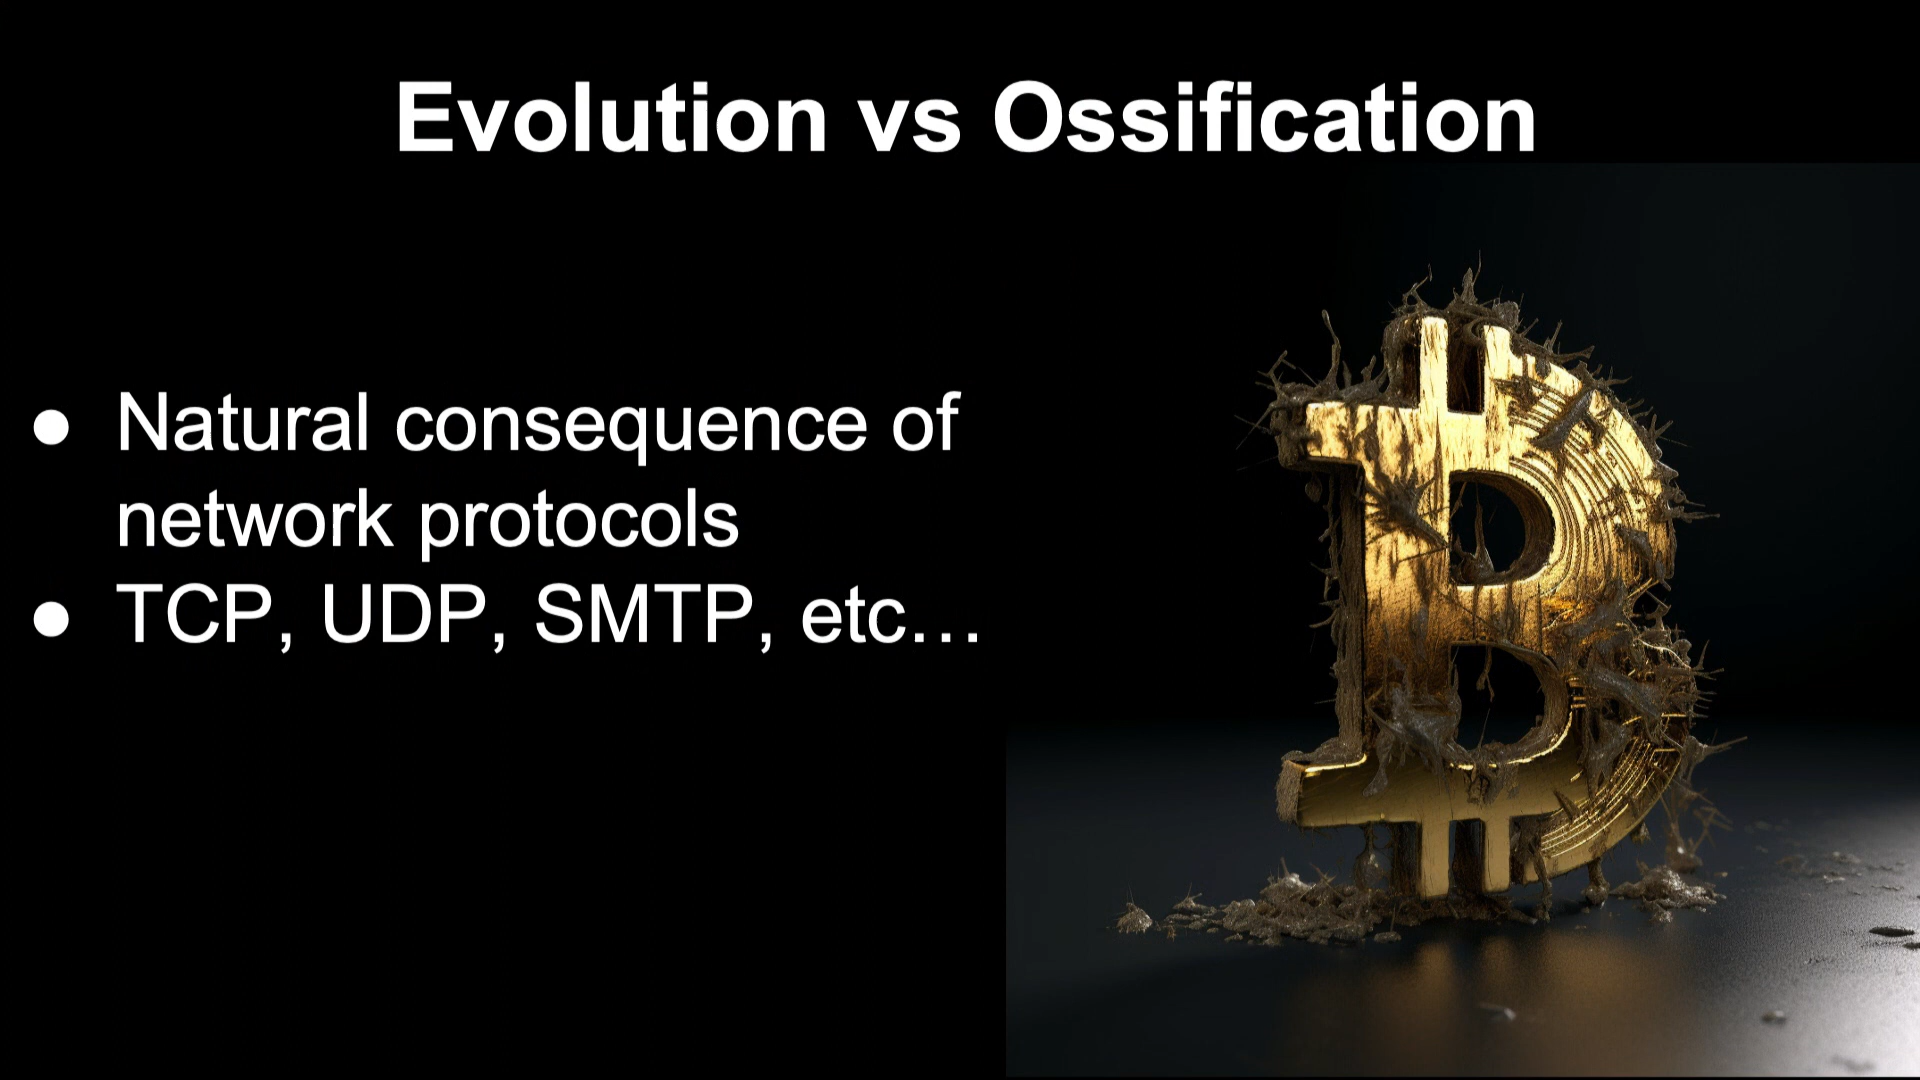 Evolution vs Ossification
● Natural consequence of
network protocols
● TCP, UDP, SMTP, etc…